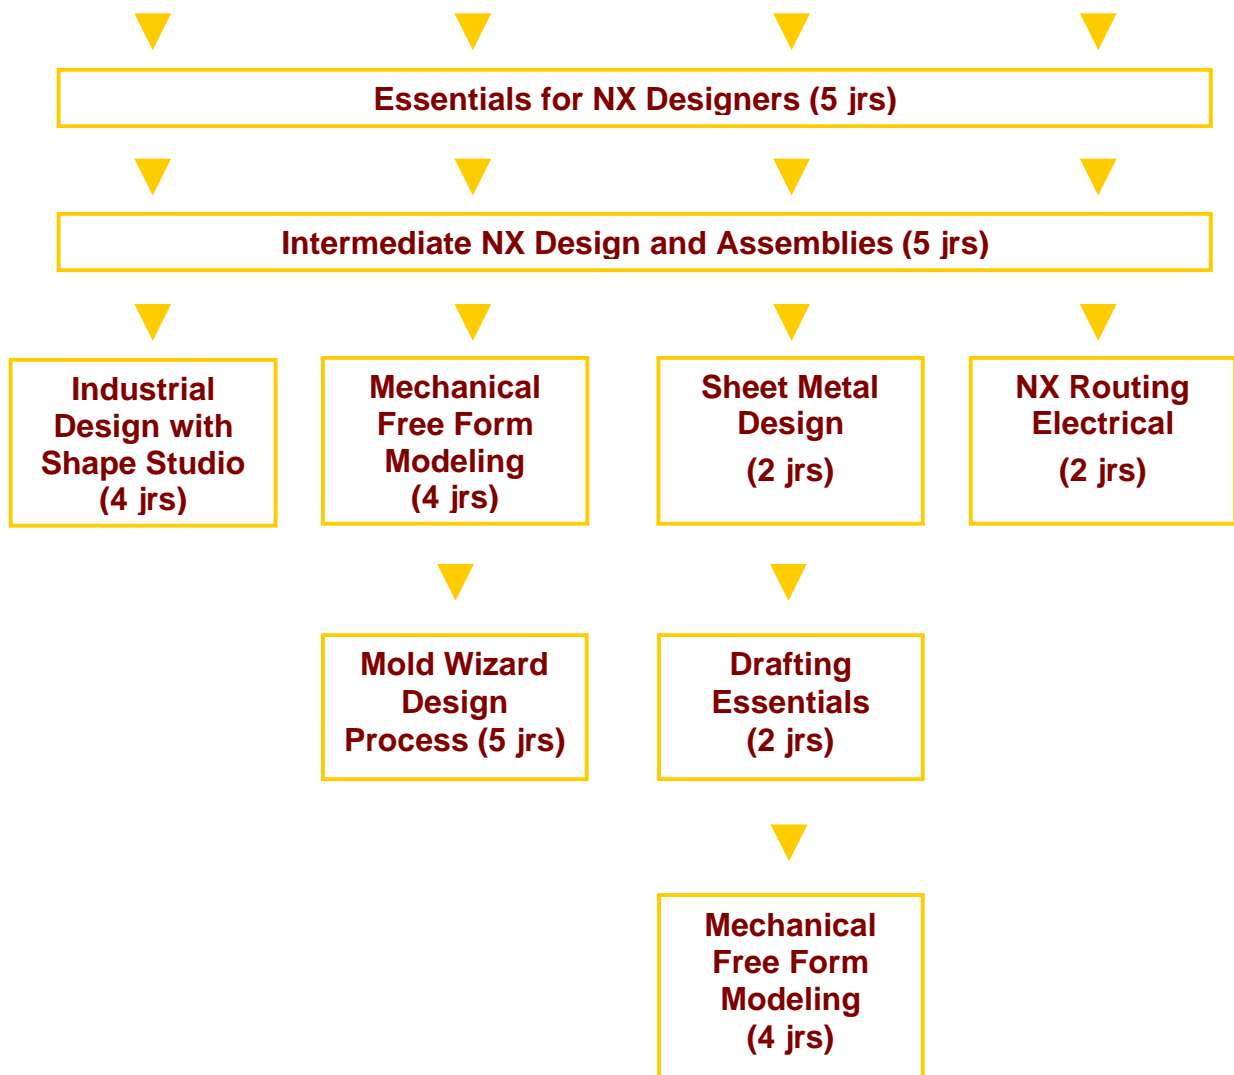 Essentials for NX Designers (5 jrs)
Intermediate NX Design and Assemblies (5 jrs)
Industrial
Design with
Shape Studio
(4 jrs)
Mechanical
Free Form
Modeling
(4 jrs)
Sheet Metal
Design
(2 jrs)
NX Routing
Electrical
(2 jrs)
Mold Wizard
Design
Process (5 jrs)
Drafting
Essentials
(2 jrs)
Mechanical
Free Form
Modeling
(4 jrs)